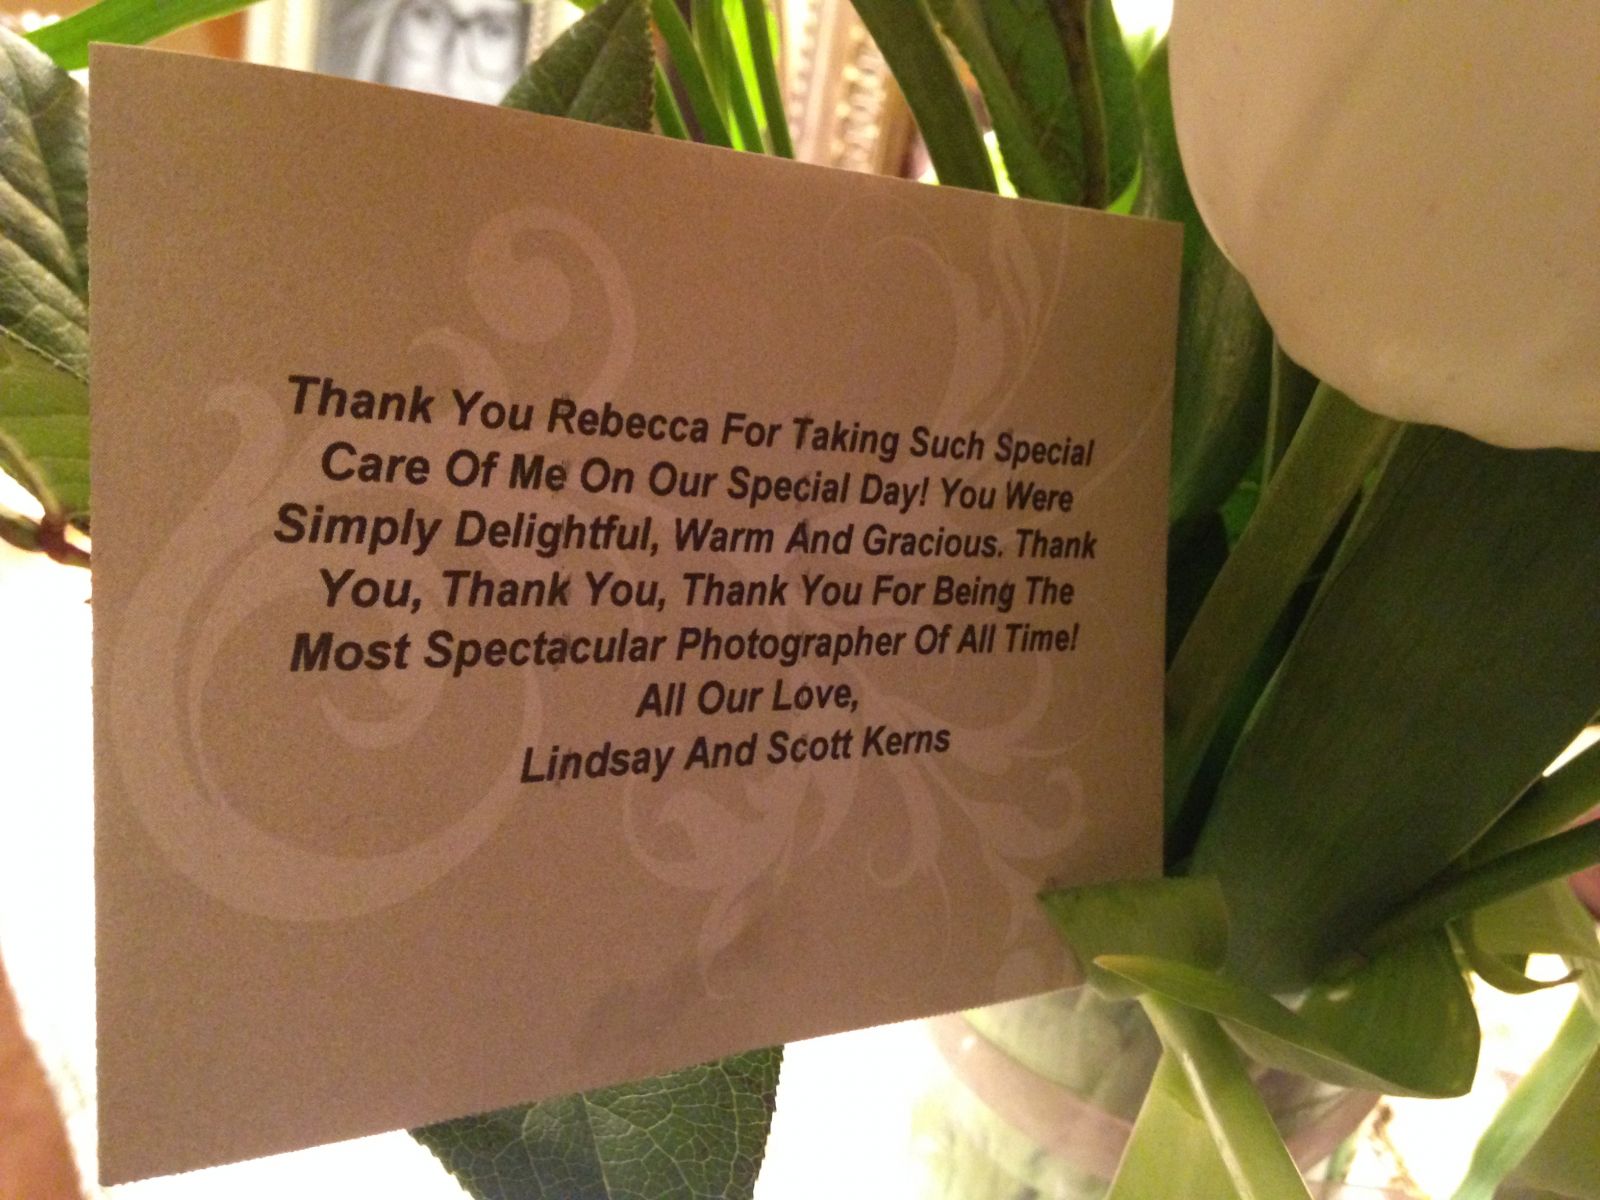 Thank You Rebecca For Taking Such Special
Care Of Me On Our Special Day! You Were
Simply Delightful, Warm And Gracious. Thank
You, Thank You, Thank You For Being The
Most Spectacular Photographer Of All Time!
All Our Love,
Lindsay And Scott Kerns